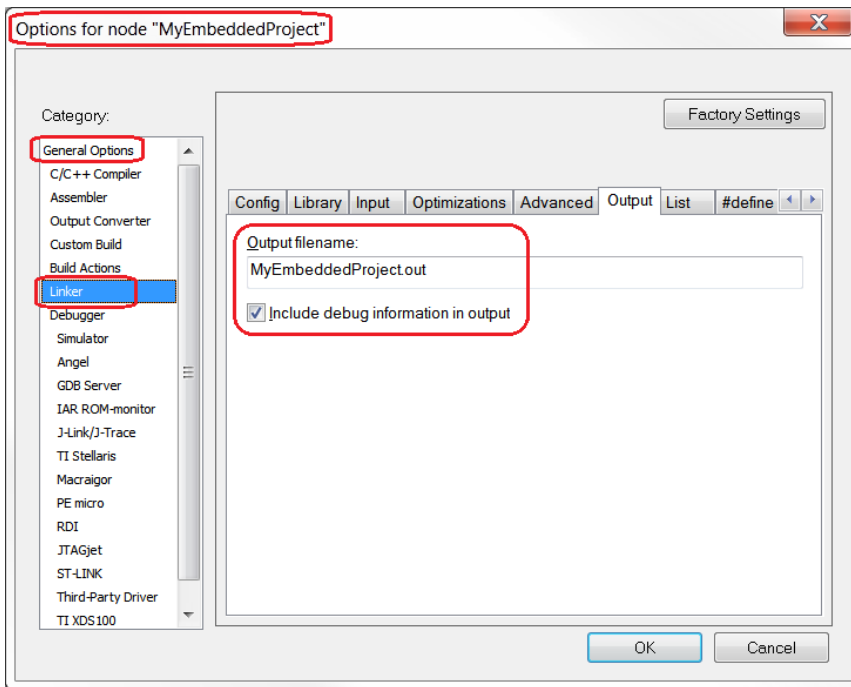 Options for node "MyEmbeddedProject"
X
Category:
Factory Settings
General Options
C/C++ Compiler
Assembler
Output Converter
Custom Build
Build Actions
Linker
Debugger
Simulator
Angel
GDB Server
IAR ROM-monitor
J-Link/J-Trace
TI Stellaris
Macraigor
PE micro
RDI
JTAGjet
ST-LINK
Third-Party Driver
TI XDS100
Config Library Input Optimizations Advanced Output List #define
Output filename:
MyEmbeddedProject.out
Include debug information in output
OK Cancel